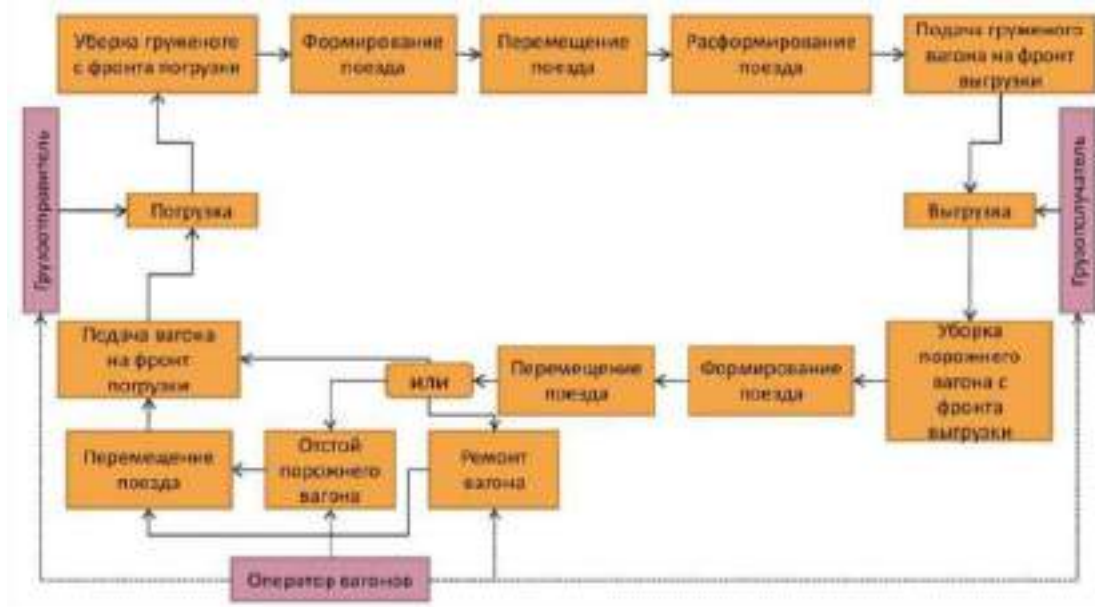 Уборка груженого
с фронта погрузки
Формирование
поезда
Перемещение
поезда
Расформирование
поезда
Подача груженого
вагона на фронт
выгрузки
Грузоотправитель
Погрузка
Выгрузка
Грузополучатель
Подача вагона
на фронт
погрузки
или
Перемещение
поезда
Формирование
поезда
Уборка
порожнего
вагона с
фронта
выгрузки
Перемещение
поезда
Отстой
порожнего
вагона
Ремонт
вагона
Оператор вагонов